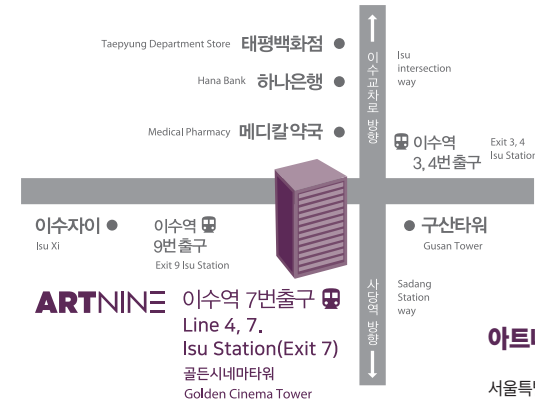 Taepyung Department Store 태평백화점
Hana Bank 하나은행
Medical Pharmacy 메디칼약국
이수교차로 방향
Isu
intersection
way
이수역
3, 4번 출구
Exit 3, 4
Isu Station
이수자이
Isu Xi
이수역
9번 출구
Exit 9 Isu Station
구산타워
Gusan Tower
사당역 방향
Sadang
Station
way
ARTNINE
이수역 7번출구
Line 4, 7.
Isu Station(Exit 7)
골든시네마타워
Golden Cinema Tower
서울특별